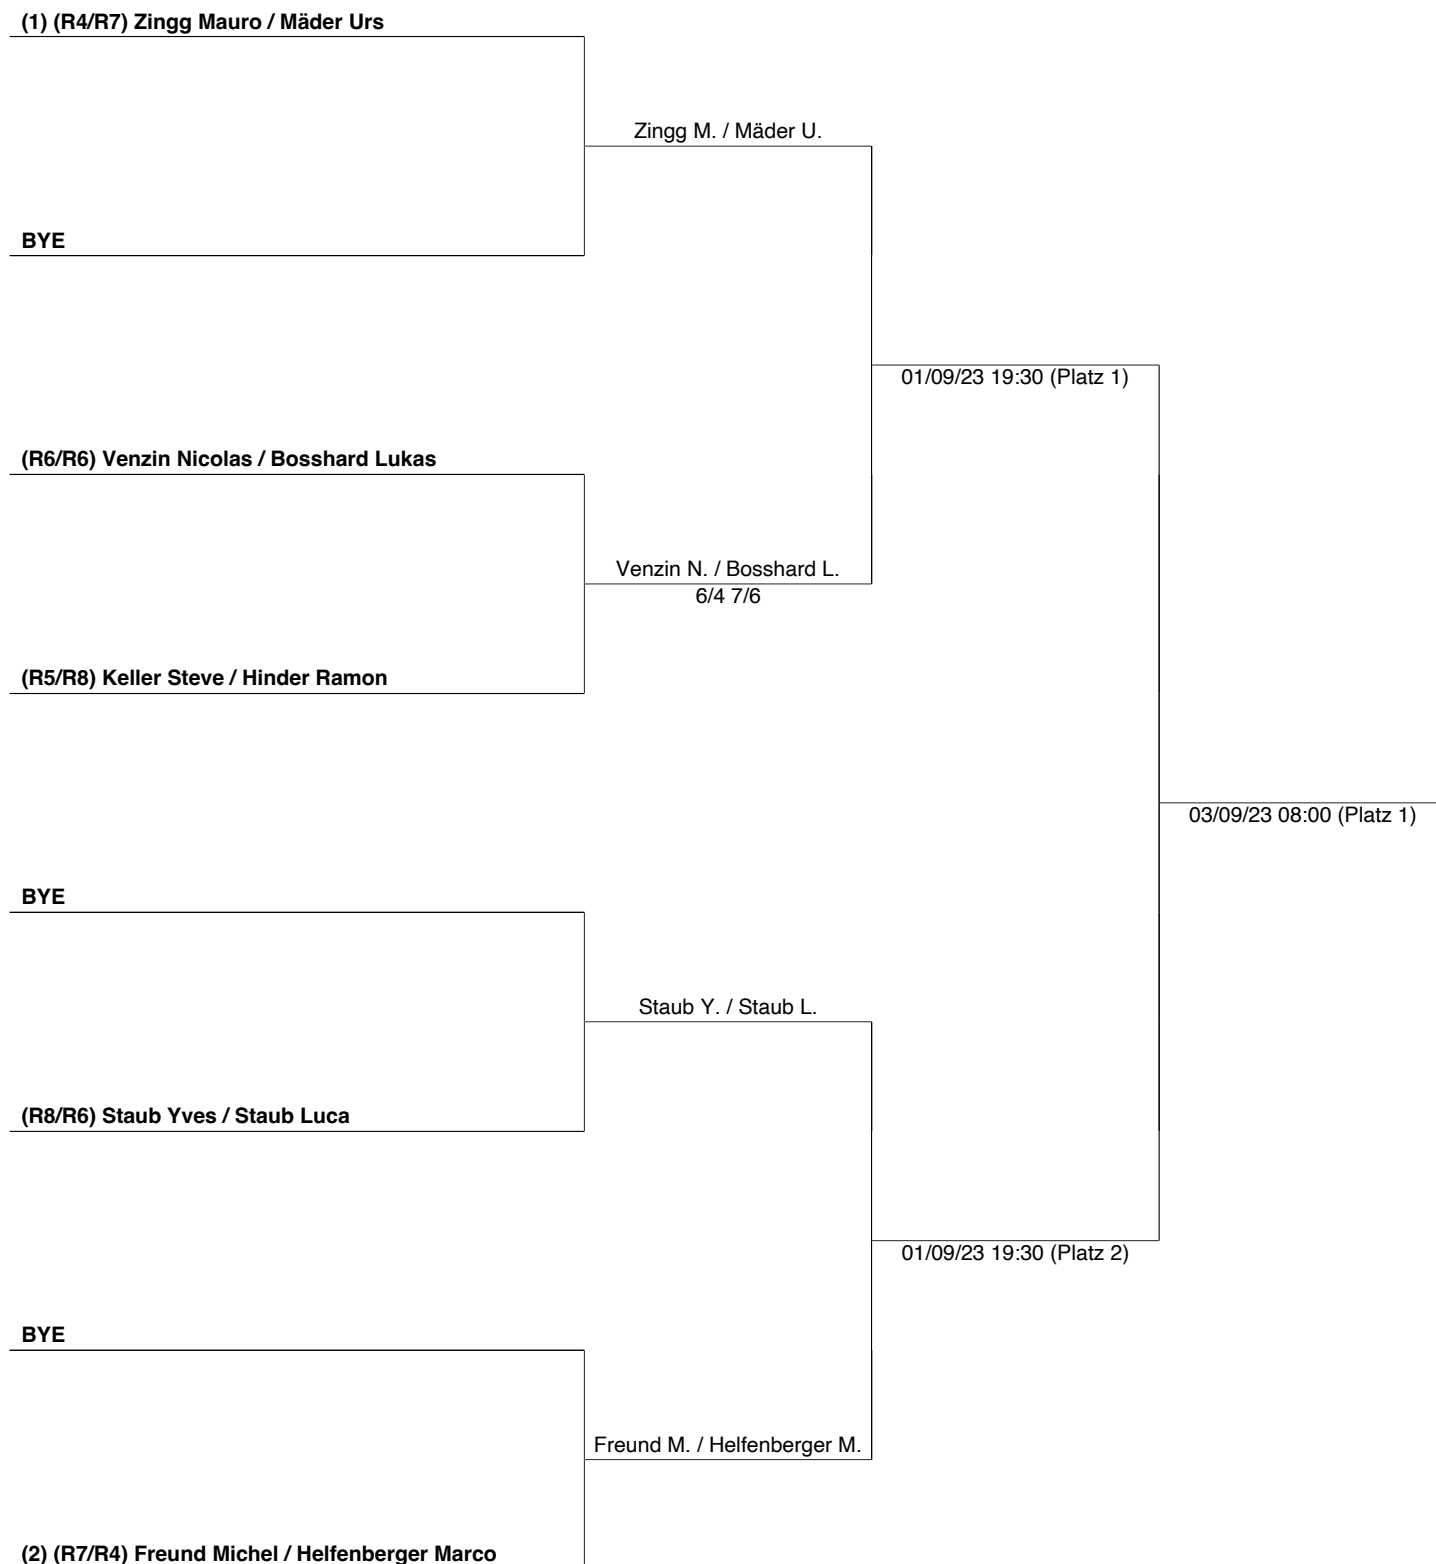 (1) (R4/R7) Zingg Mauro / Mäder Urs
Zingg M. / Mäder U.
BYE
01/09/23 19:30 (Platz 1)
(R6/R6) Venzin Nicolas / Bosshard Lukas
Venzin N. / Bosshard L.
6/4 7/6
(R5/R8) Keller Steve / Hinder Ramon
03/09/23 08:00 (Platz 1)
BYE
Staub Y. / Staub L.
(R8/R6) Staub Yves / Staub Luca
01/09/23 19:30 (Platz 2)
BYE
Freund M. / Helfenberger M.
(2) (R7/R4) Freund Michel / Helfenberger Marco